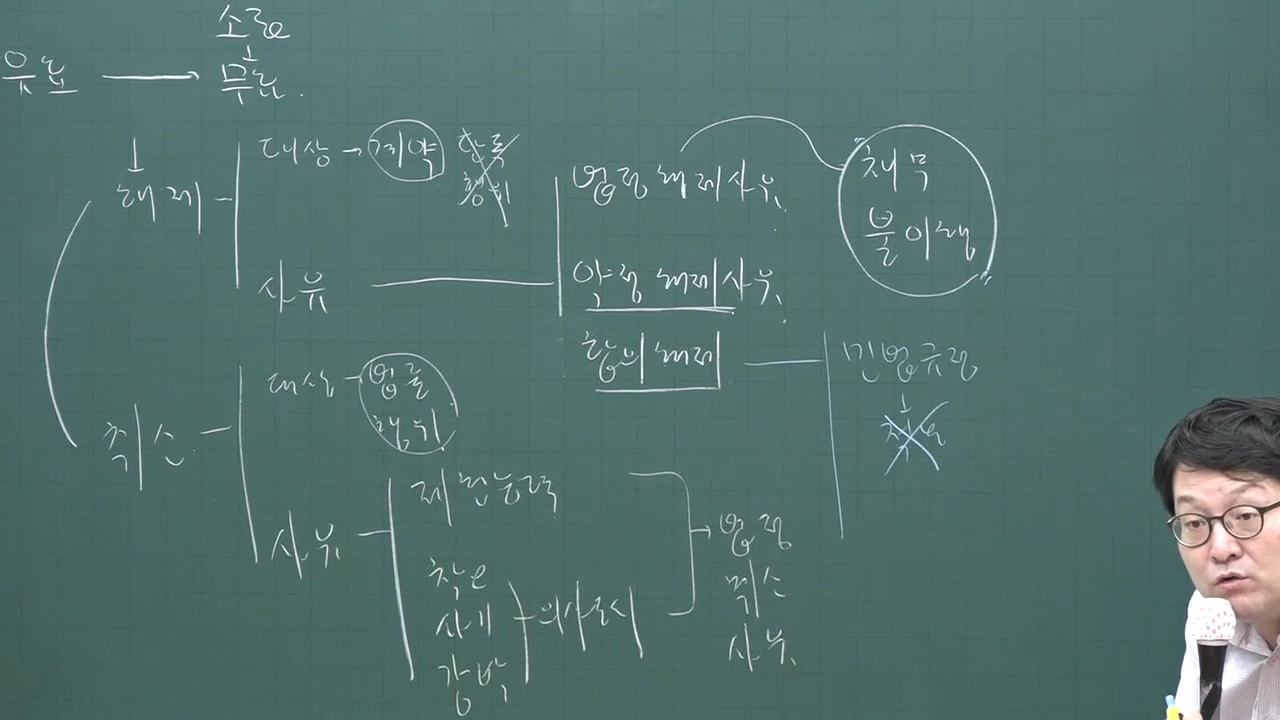 소급
유효 → 무효.
해제
대상 → 계약
단독
행위
사유
법정해제사유.
약정해제사유.
합의해제
채무
불이행
민법규정
취소
대상
법률
행위
사유
제한능력
착오
사기
강박
의사표시
법정
취소
사유.